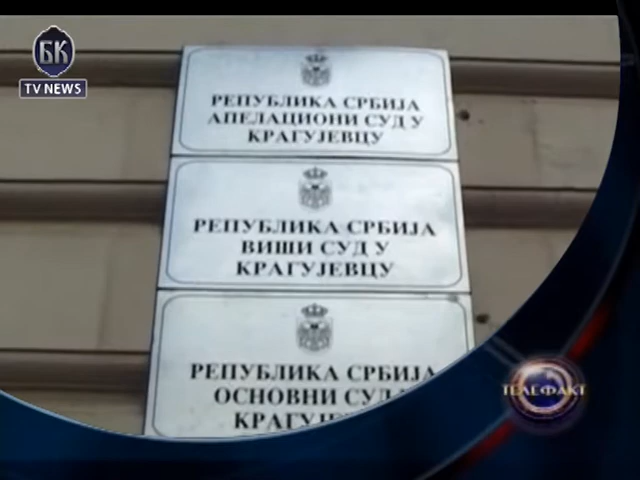 БК
TV NEWS
РЕПУБЛИКА СРБИЈА
АПЕЛАЦИОНИ СУД У
КРАГУЈЕВЦУ
РЕПУБЛИКА СРБИЈА
ВИШИ СУД У
КРАГУЈЕВЦУ
РЕПУБЛИКА СРБИЈА
ОСНОВНИ СУД
ТЕЛЕФАКТ